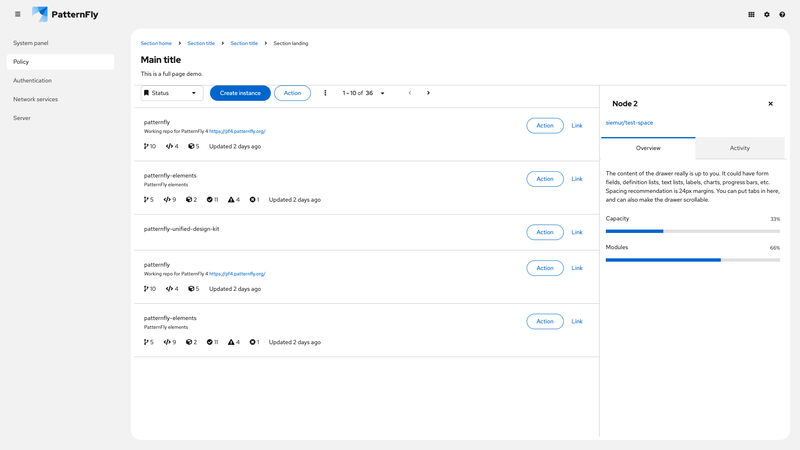 PatternFly
System panel
Policy
Authentication
Network services
Server
Section home Section title Section title Section landing
Main title
This is a full page demo.
Status Create instance Action 1 - 10 of 36
patternfly
Working repo for PatternFly 4 https://pf4.patternfly.org/
10 4 5 Updated 2 days ago
Action Link
patternfly-elements
PatternFly elements
5 9 2 11 4 1 Updated 2 days ago
Action Link
patternfly-unified-design-kit
Action Link
patternfly
Working repo for PatternFly 4 https://pf4.patternfly.org/
10 4 5 Updated 2 days ago
Action Link
patternfly-elements
PatternFly elements
5 9 2 11 4 1 Updated 2 days ago
Action Link
Node 2
siemur/test-space
Overview Activity
The content of the drawer really is up to you. It could have form
fields, definition lists, text lists, labels, charts, progress bars, etc.
Spacing recommendation is 24px margins. You can put tabs in here,
and can also make the drawer scrollable.
Capacity 33%
Modules 66%